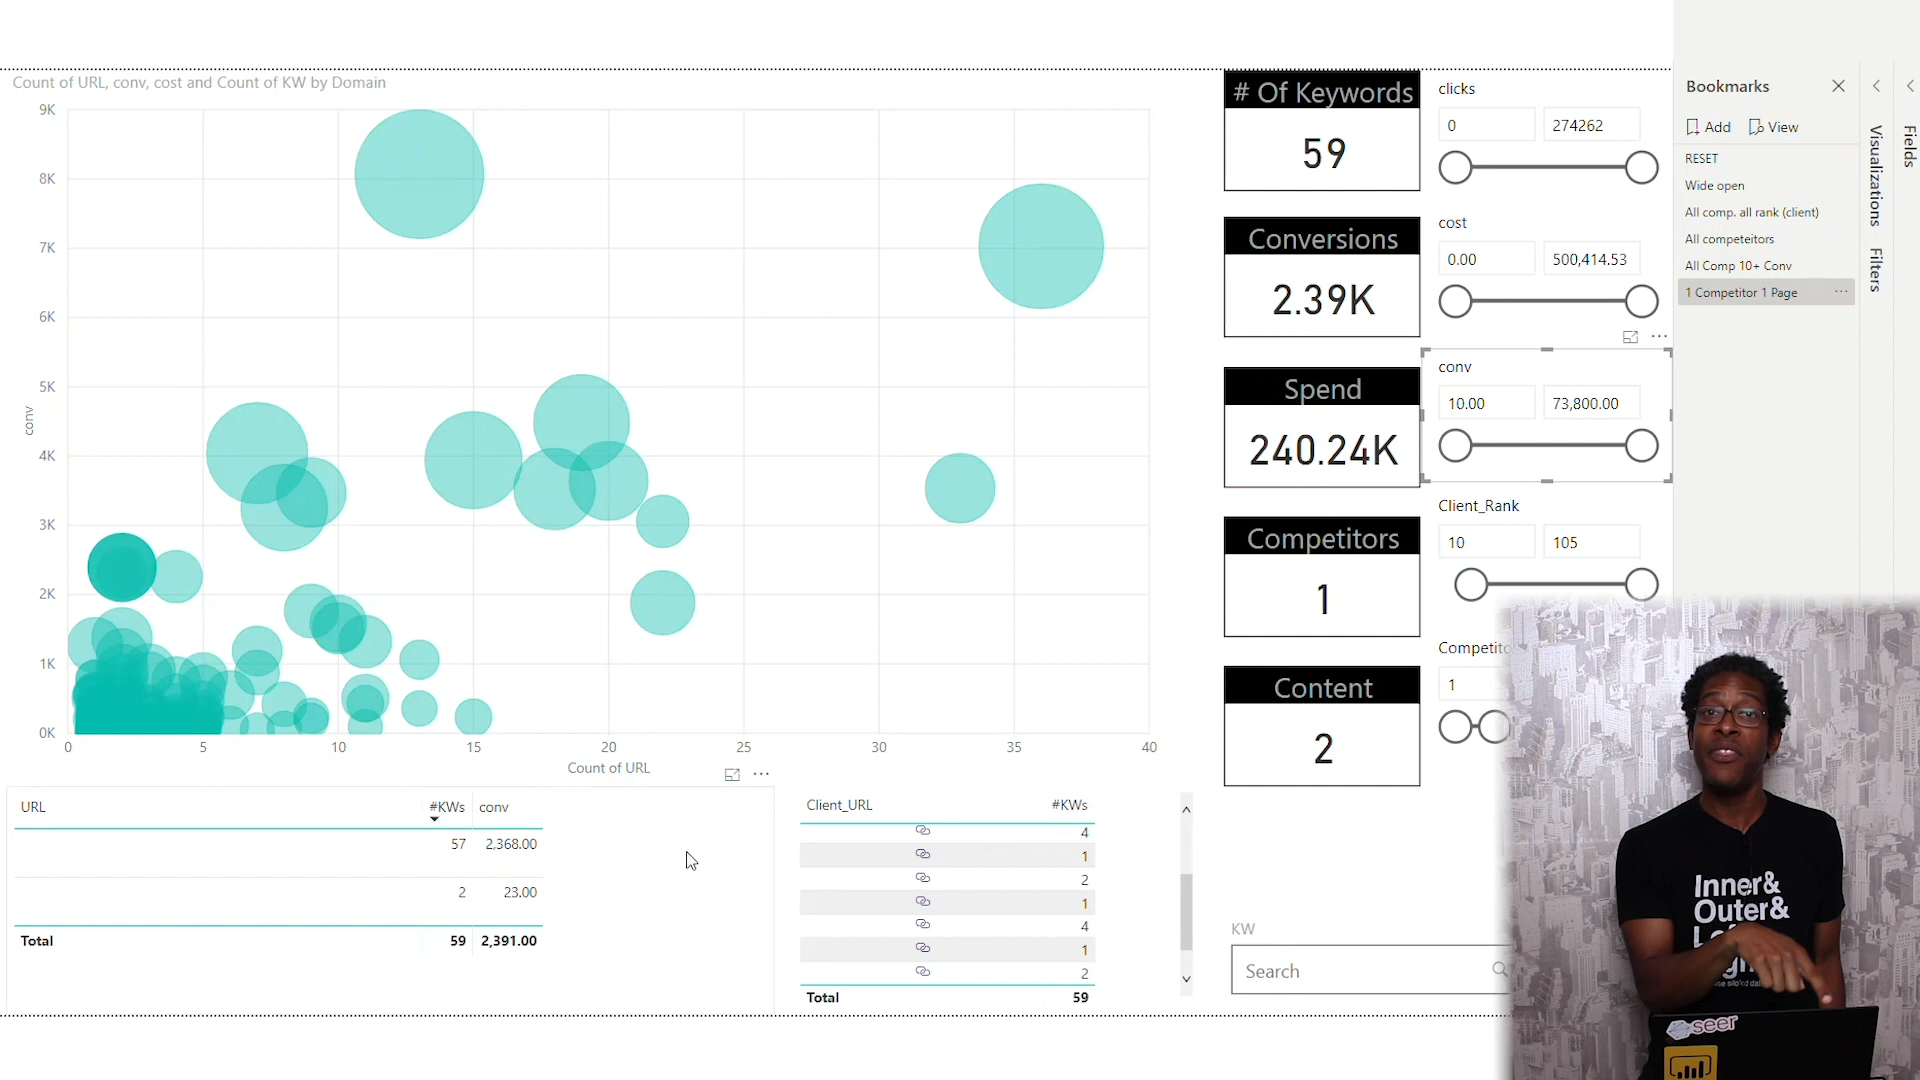 Count of URL, conv, cost and Count of KW by Domain
9K
8K
7K
6K
5K
4K
3K
2K
1K
0K
conv
0
5
10
15
20
25
30
35
40
Count of URL
URL #KWs conv
57 2,368.00
2 23.00
Total 59 2,391.00
Client_URL #KWs
4
1
2
1
4
1
2
Total 59
# Of Keywords
59
Conversions
2.39K
Spend
240.24K
Competitors
1
Content
2
clicks
0 274262
cost
0.00 500,414.53
conv
10.00 73,800.00
Client_Rank
10 105
1
KW
Search
Bookmarks
Add View
RESET
Wide open
All comp. all rank (client)
All competeitors
All Comp 10+ Conv
1 Competitor 1 Page
Visualizations
Filters
Fields
Inner&
Outer&
seer